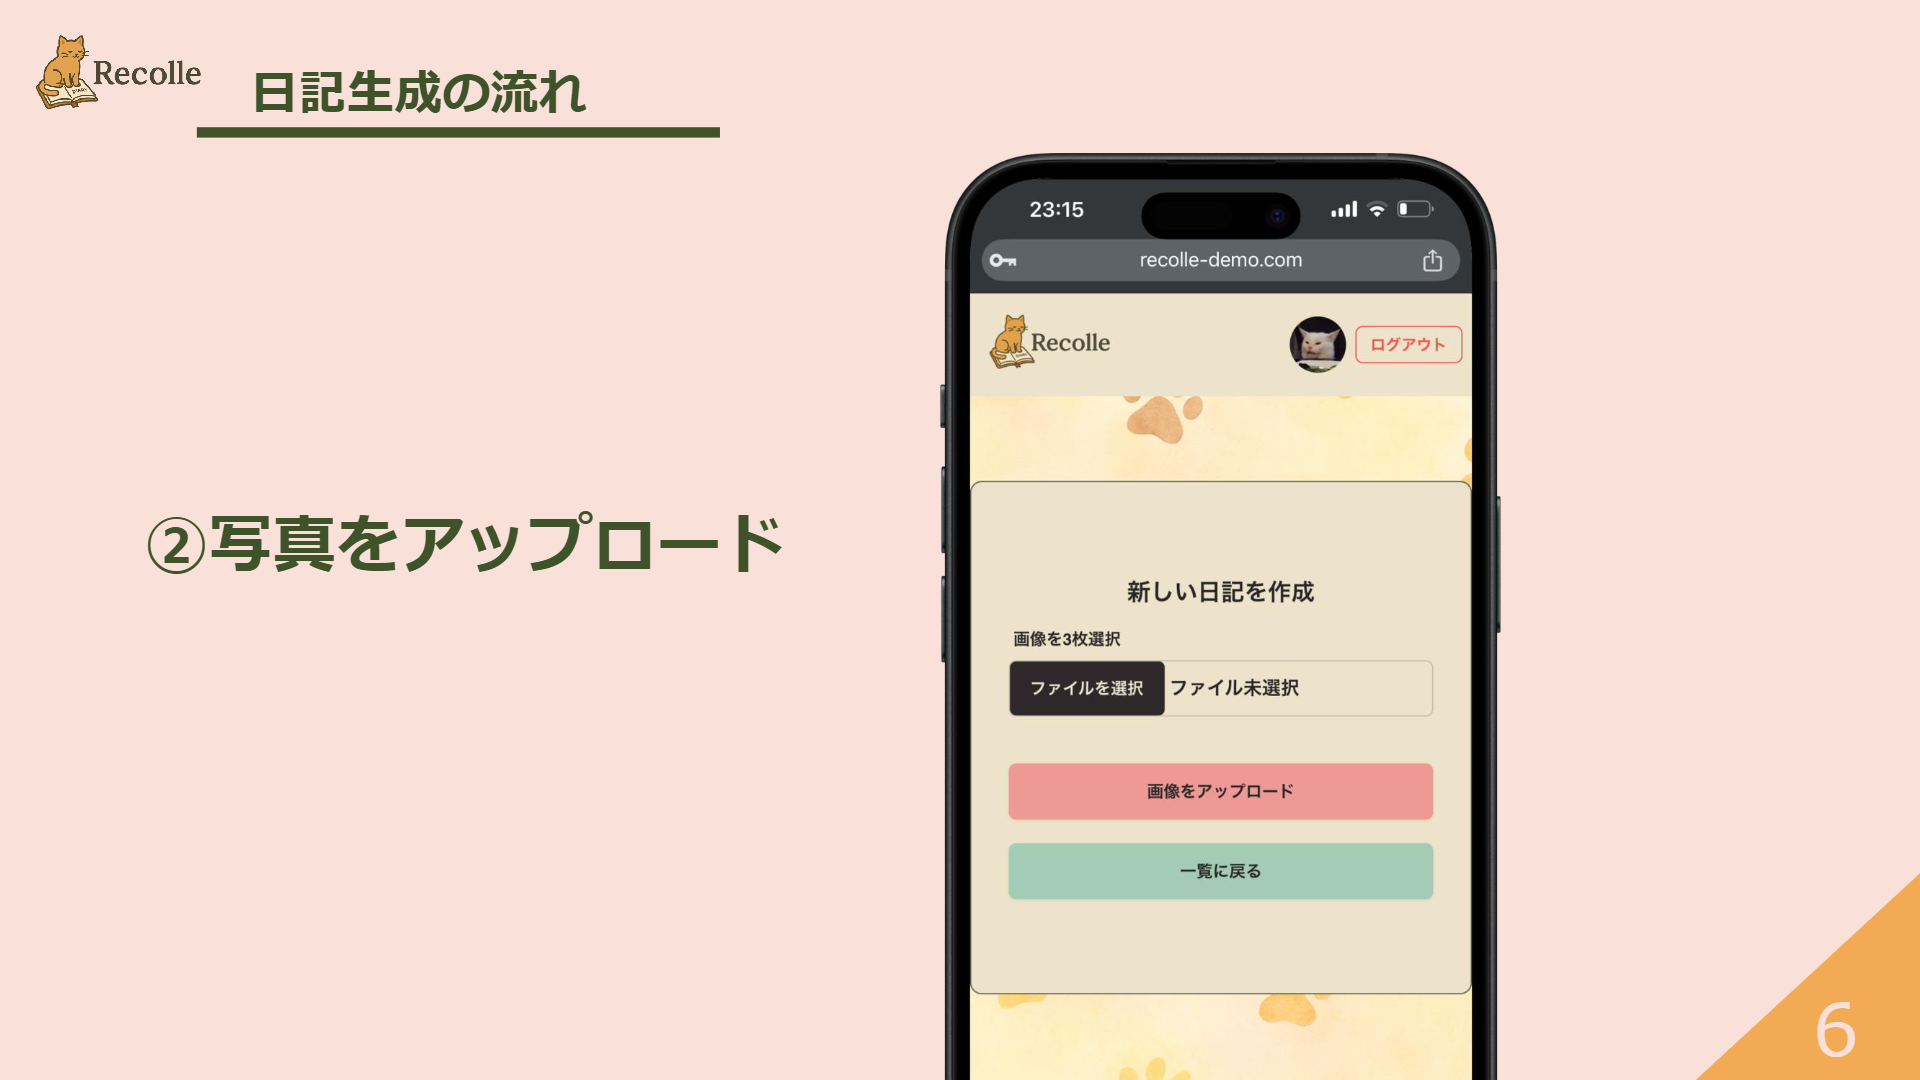 Recolle
日記生成の流れ
②写真をアップロード
23:15
recolle-demo.com
Recolle
ログアウト
新しい日記を作成
画像を3枚選択
ファイルを選択 ファイル未選択
画像をアップロード
一覧に戻る
6